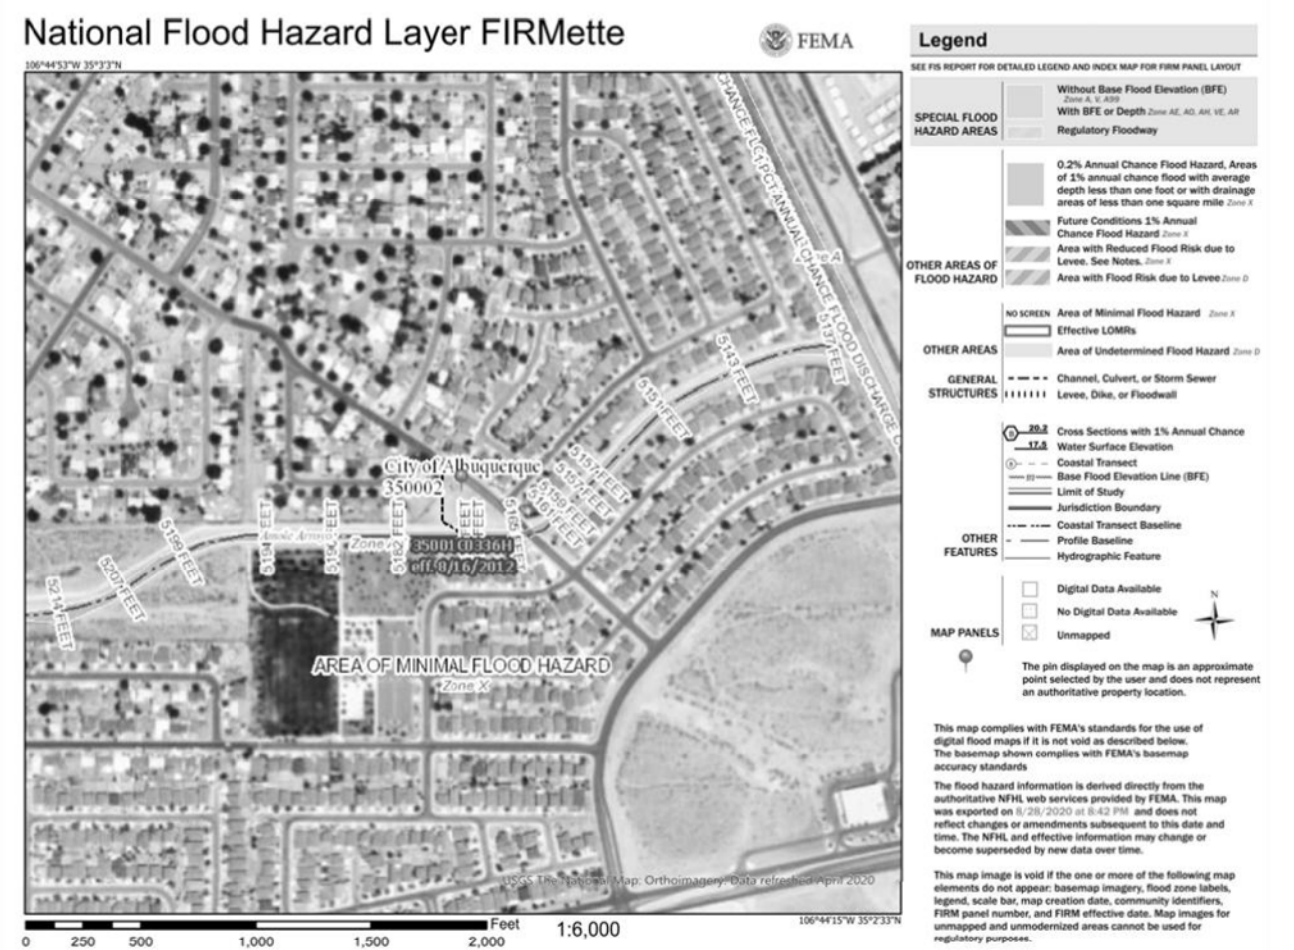 National Flood Hazard Layer FIRMette
FEMA
106°44'53"W 35°3'3"N
CHANCE FLC1 PCT ANNUAL CHANCE FLOOD DISCHARGE
5137 FEET
5143 FEET
5151 FEET
5157 FEET
5157 FEET
5159 FEET
5161 FEET
City of Albuquerque
350002
FEET
FEET
5182 FEET
Amole Arroyo
Zone
5199 FEET
5207 FEET
5214 FEET
35001C0336H
eff. 8/16/2012
AREA OF MINIMAL FLOOD HAZARD
Zone X
USGS The National Map: Orthoimagery. Data refreshed April 2020
106°44'15"W 35°2'33"N
0 250 500 1,000 1,500 2,000 Feet
1:6,000
Legend
SEE FIS REPORT FOR DETAILED LEGEND AND INDEX MAP FOR FIRM PANEL LAYOUT
SPECIAL FLOOD
HAZARD AREAS
Without Base Flood Elevation (BFE)
Zone A, V, A99
With BFE or Depth Zone AE, AO, AH, VE, AR
Regulatory Floodway
OTHER AREAS OF
FLOOD HAZARD
0.2% Annual Chance Flood Hazard, Areas
of 1% annual chance flood with average
depth less than one foot or with drainage
areas of less than one square mile Zone X
Future Conditions 1% Annual
Chance Flood Hazard Zone X
Area with Reduced Flood Risk due to
Levee. See Notes. Zone X
Area with Flood Risk due to Levee Zone D
OTHER AREAS
NO SCREEN Area of Minimal Flood Hazard Zone X
Effective LOMRs
Area of Undetermined Flood Hazard Zone D
GENERAL
STRUCTURES
Channel, Culvert, or Storm Sewer
Levee, Dike, or Floodwall
OTHER
FEATURES
20.2 Cross Sections with 1% Annual Chance
17.5 Water Surface Elevation
Coastal Transect
Base Flood Elevation Line (BFE)
Limit of Study
Jurisdiction Boundary
Coastal Transect Baseline
Profile Baseline
Hydrographic Feature
MAP PANELS
Digital Data Available
No Digital Data Available
Unmapped
N
The pin displayed on the map is an approximate
point selected by the user and does not represent
an authoritative property location.
This map complies with FEMA's standards for the use of
digital flood maps if it is not void as described below.
The basemap shown complies with FEMA's basemap
accuracy standards
The flood hazard information is derived directly from the
authoritative NFHL web services provided by FEMA. This map
was exported on 8/28/2020 at 8:42 PM and does not
reflect changes or amendments subsequent to this date and
time. The NFHL and effective information may change or
become superseded by new data over time.
This map image is void if the one or more of the following map
elements do not appear: basemap imagery, flood zone labels,
legend, scale bar, map creation date, community identifiers,
FIRM panel number, and FIRM effective date. Map images for
unmapped and unmodernized areas cannot be used for
regulatory purposes.